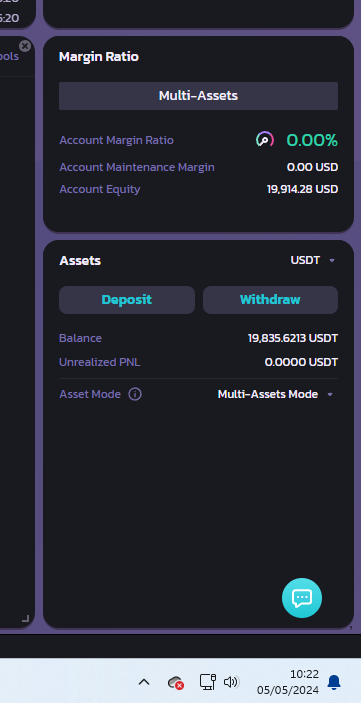 5:20
ools
Margin Ratio
Multi-Assets
Account Margin Ratio 0.00%
Account Maintenance Margin 0.00 USD
Account Equity 19,914.28 USD
Assets USDT
Deposit Withdraw
Balance 19,835.6213 USDT
Unrealized PNL 0.0000 USDT
Asset Mode Multi-Assets Mode
10:22
05/05/2024